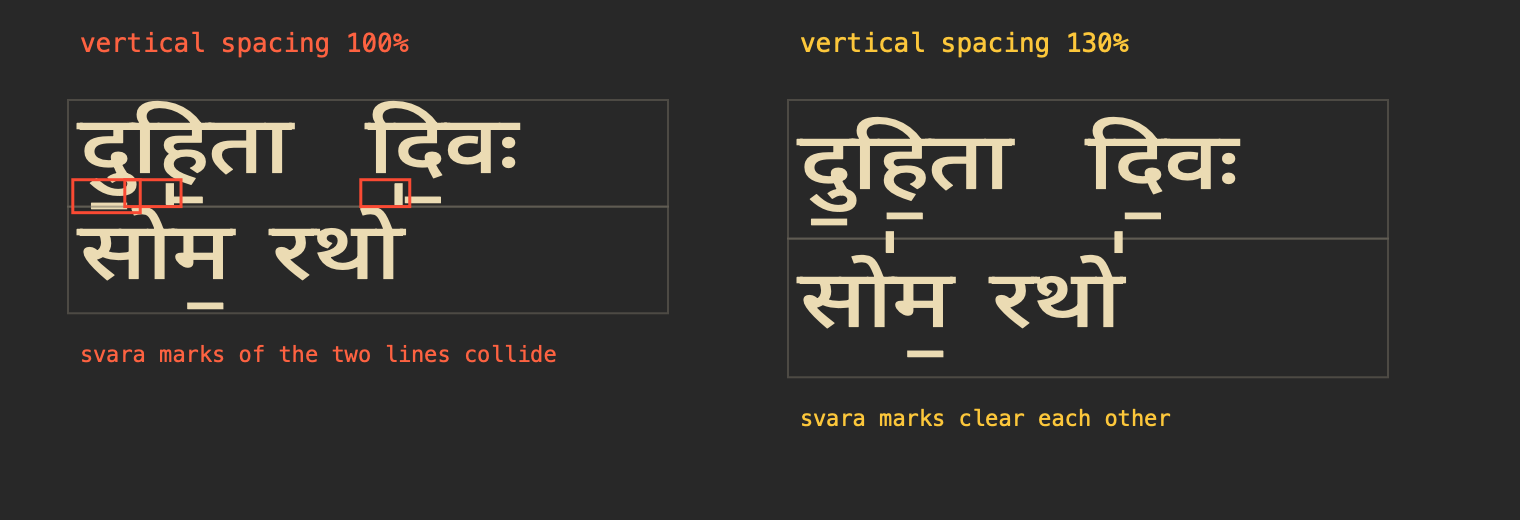 vertical spacing 100%
दु॒हि॒ता दि॒वः
सो॑म॒ रथो॑
svara marks of the two lines collide
vertical spacing 130%
दु॒हि॒ता दि॒वः
सो॑म॒ रथो॑
svara marks clear each other